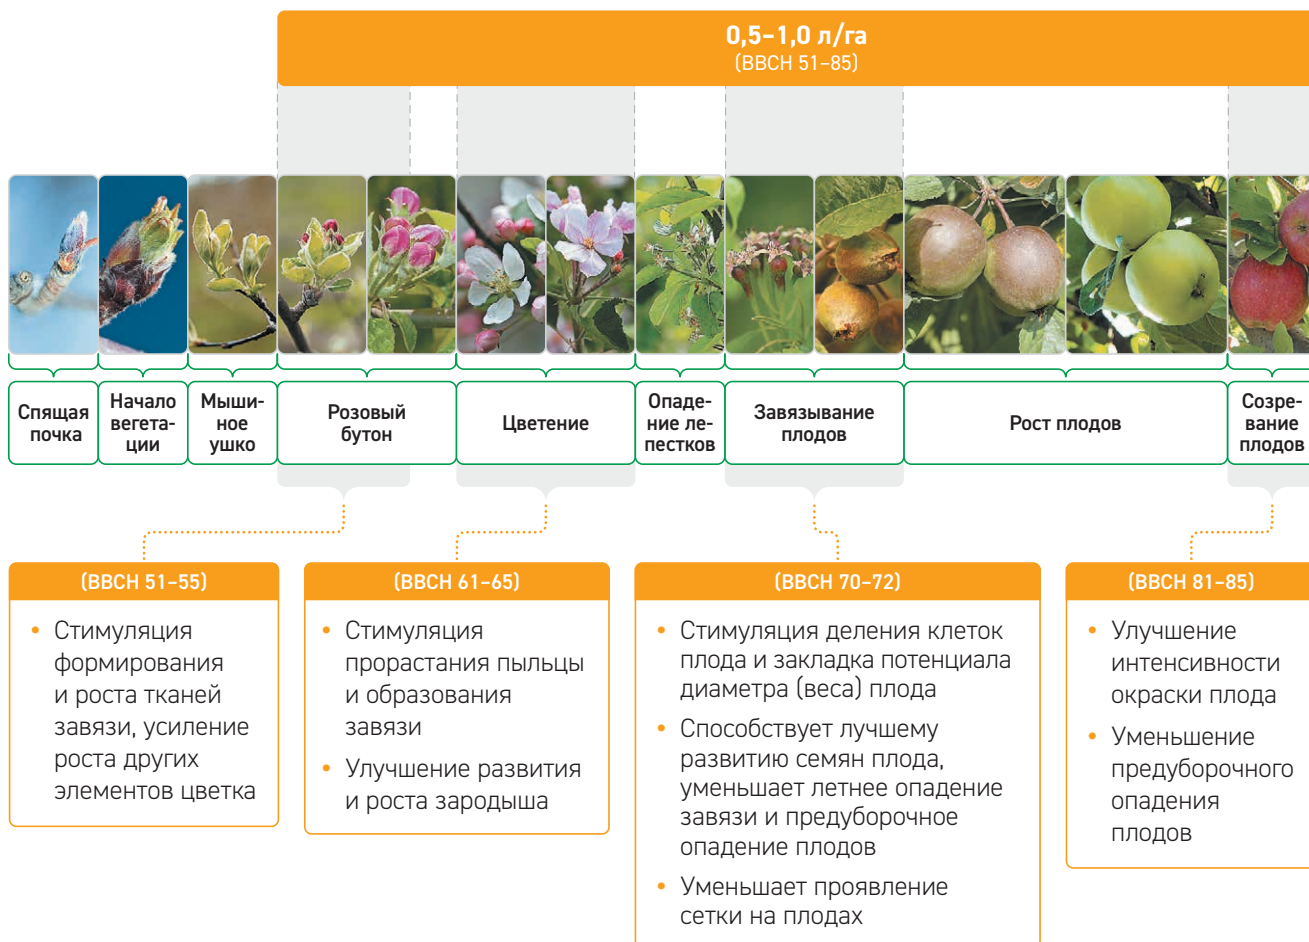 0,5–1,0 л/га
(BBCH 51–85)
Спящая
почка
Начало
вегета-
ции
Мыши-
ное
ушко
Розовый
бутон
Цветение
Опаде-
ние ле-
пестков
Завязывание
плодов
Рост плодов
Созре-
вание
плодов
(BBCH 51–55)
• Стимуляция
формирования
и роста тканей
завязи, усиление
роста других
элементов цветка
(BBCH 61–65)
• Стимуляция
прорастания пыльцы
и образования
завязи
• Улучшение развития
и роста зародыша
(BBCH 70–72)
• Стимуляция деления клеток
плода и закладка потенциала
диаметра (веса) плода
• Способствует лучшему
развитию семян плода,
уменьшает летнее опадение
завязи и предуборочное
опадение плодов
• Уменьшает проявление
сетки на плодах
(BBCH 81–85)
• Улучшение
интенсивности
окраски плода
• Уменьшение
предуборочного
опадения
плодов